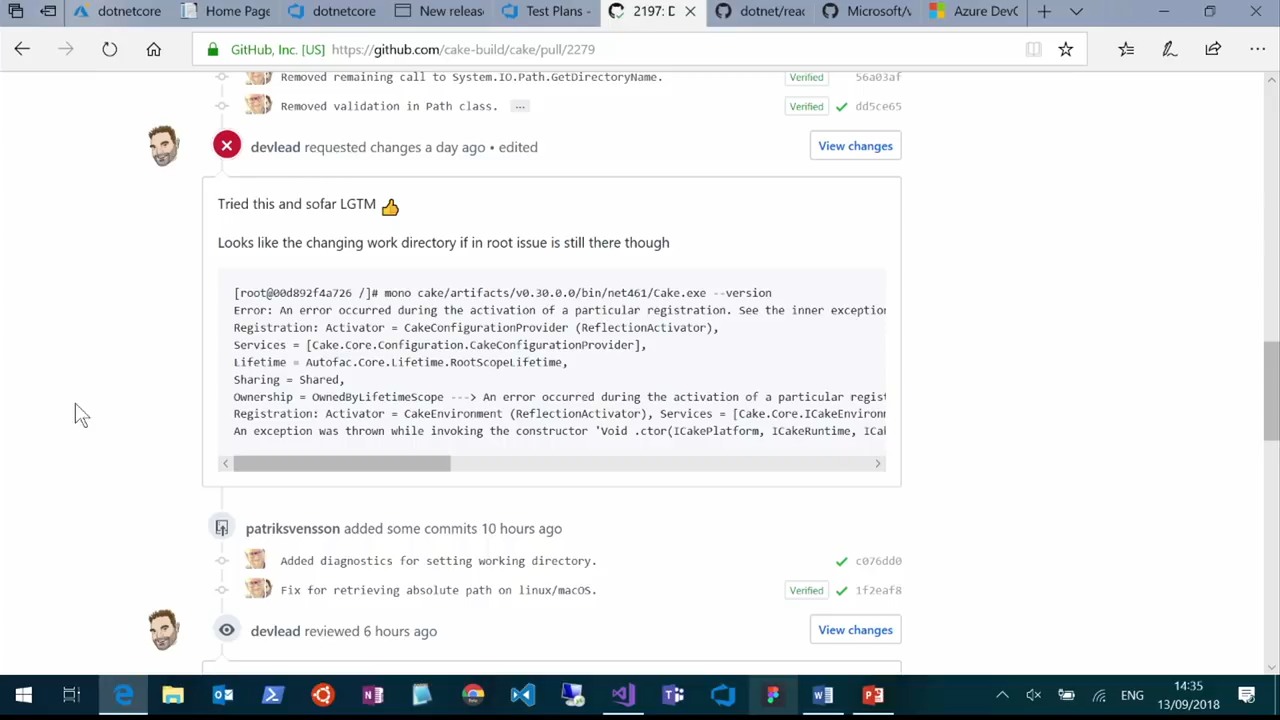 dotnetcore
Home Page
dotnetcore
New releas
Test Plans -
2197: D
dotnet/reac
Microsoft/v
Azure DevO
GitHub, Inc. [US] https://github.com/cake-build/cake/pull/2279
Removed remaining call to System.IO.Path.GetDirectoryName. Verified 56a03af
Removed validation in Path class. ... Verified dd5ce65
devlead requested changes a day ago • edited View changes
Tried this and sofar LGTM 👍
Looks like the changing work directory if in root issue is still there though
[root@00d892f4a726 /]# mono cake/artifacts/v0.30.0.0/bin/net461/Cake.exe --version
Error: An error occurred during the activation of a particular registration. See the inner exception
Registration: Activator = CakeConfigurationProvider (ReflectionActivator),
Services = [Cake.Core.Configuration.CakeConfigurationProvider],
Lifetime = Autofac.Core.Lifetime.RootScopeLifetime,
Sharing = Shared,
Ownership = OwnedByLifetimeScope ---> An error occurred during the activation of a particular regist
Registration: Activator = CakeEnvironment (ReflectionActivator), Services = [Cake.Core.ICakeEnvironm
An exception was thrown while invoking the constructor 'Void .ctor(ICakePlatform, ICakeRuntime, ICak
patriksvensson added some commits 10 hours ago
Added diagnostics for setting working directory. c076dd0
Fix for retrieving absolute path on linux/macOS. Verified 1f2eaf8
devlead reviewed 6 hours ago View changes
ENG
14:35
13/09/2018